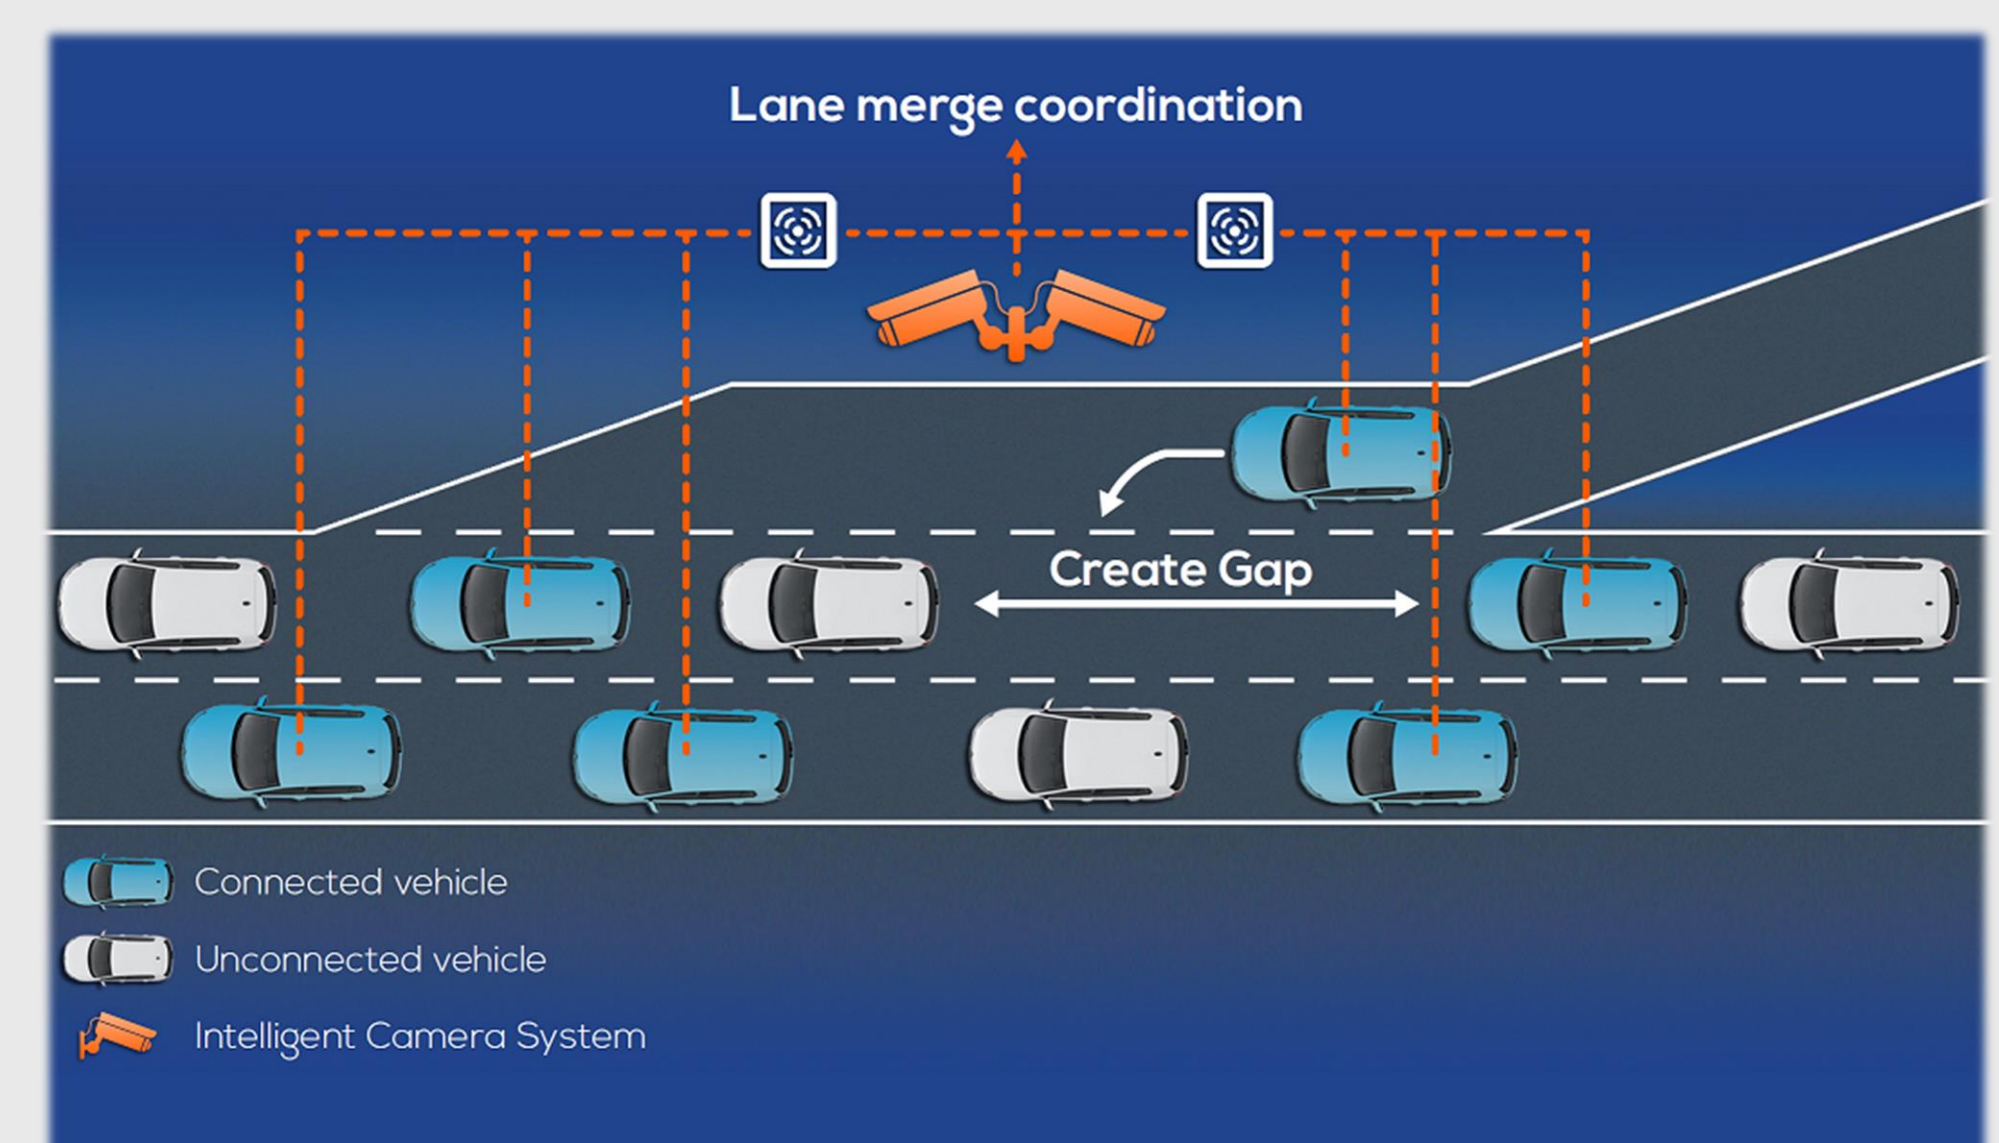 Lane merge coordination
Create Gap
Connected vehicle
Unconnected vehicle
Intelligent Camera System